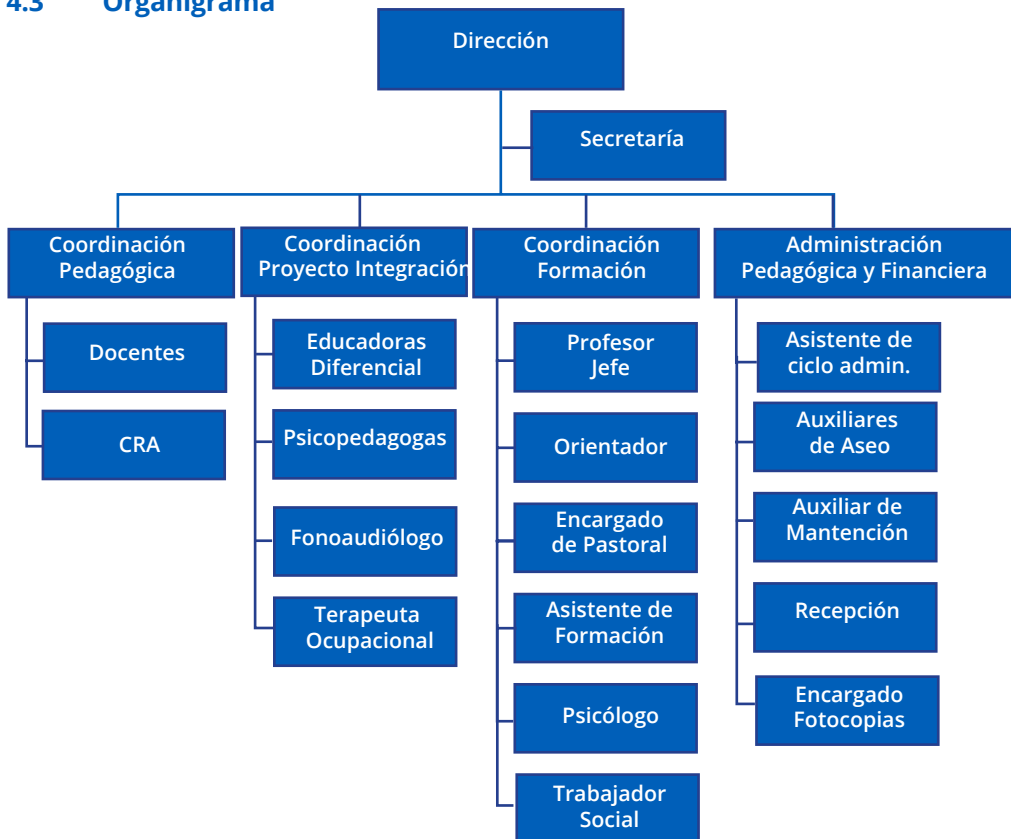 4.3 Organigrama
Dirección
Secretaría
Coordinación
Pedagógica
Coordinación
Proyecto Integración
Coordinación
Formación
Administración
Pedagógica y Financiera
Docentes
CRA
Educadoras
Diferencial
Psicopedagogas
Fonoaudiólogo
Terapeuta
Ocupacional
Profesor
Jefe
Orientador
Encargado
de Pastoral
Asistente de
Formación
Psicólogo
Trabajador
Social
Asistente de
ciclo admin.
Auxiliares
de Aseo
Auxiliar de
Mantención
Recepción
Encargado
Fotocopias